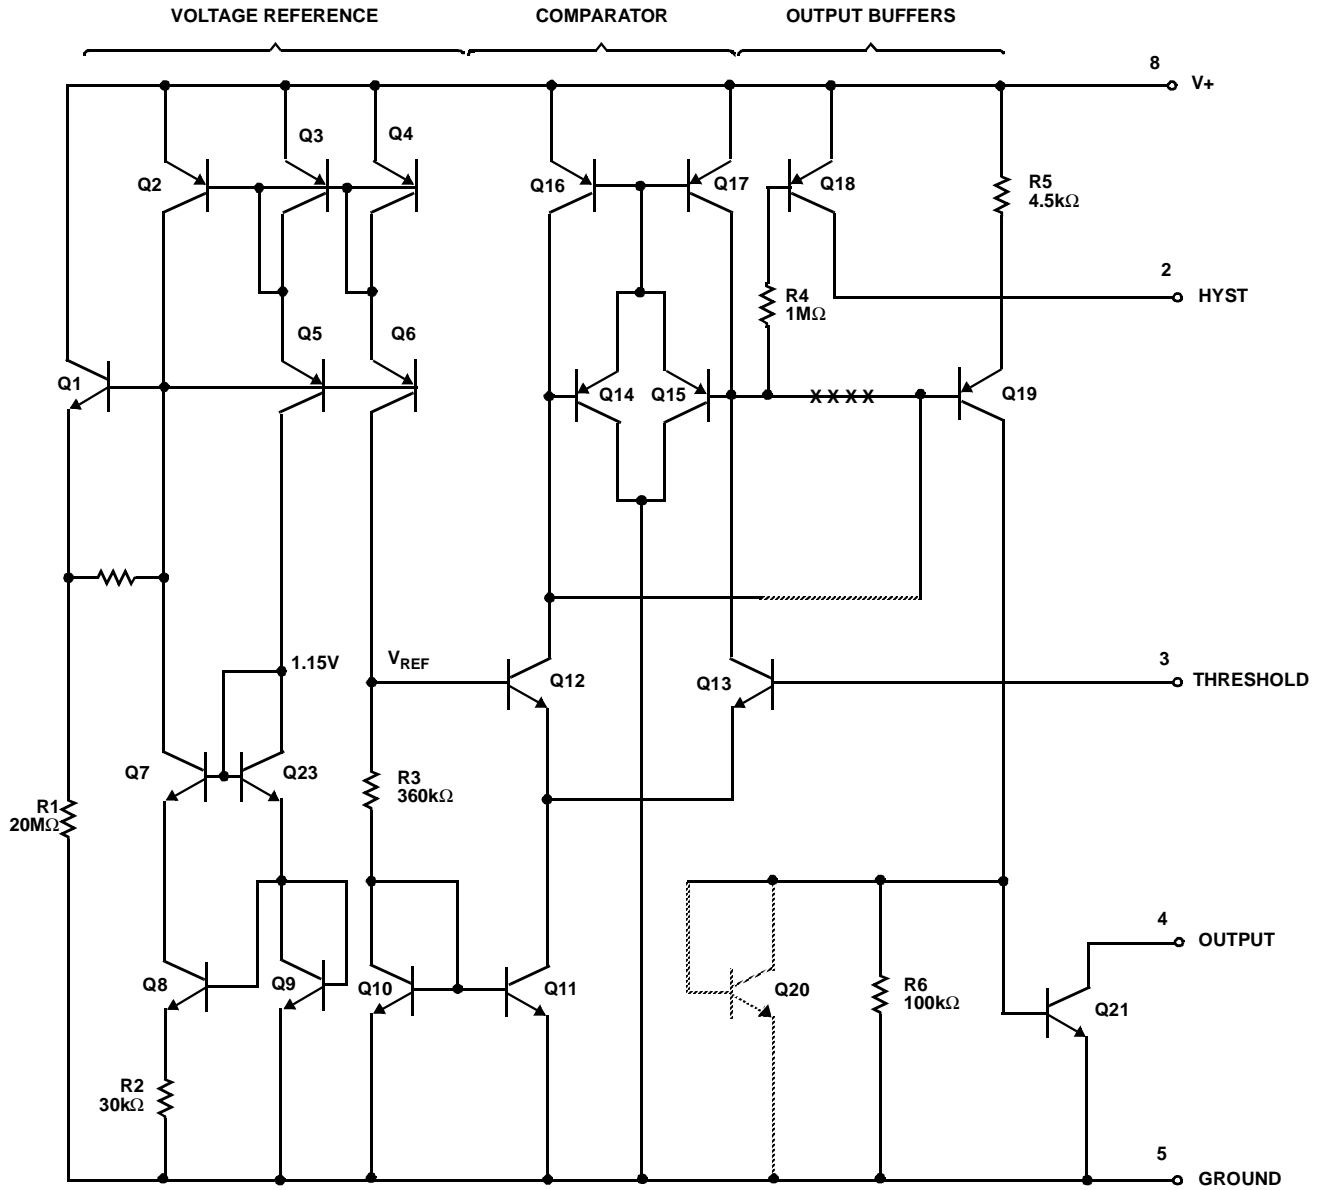 VOLTAGE REFERENCE COMPARATOR OUTPUT BUFFERS
8
V+
Q3 Q4
Q2 Q16 Q17 Q18
R5
4.5kΩ
2
HYST
R4
1MΩ
Q5 Q6
Q1 Q14 Q15 X X X X Q19
1.15V VREF
3
THRESHOLD
Q12 Q13
Q7 Q23
R3
360kΩ
R1
20MΩ
4
OUTPUT
Q8 Q9 Q10 Q11 Q20
R6
100kΩ
Q21
R2
30kΩ
5
GROUND